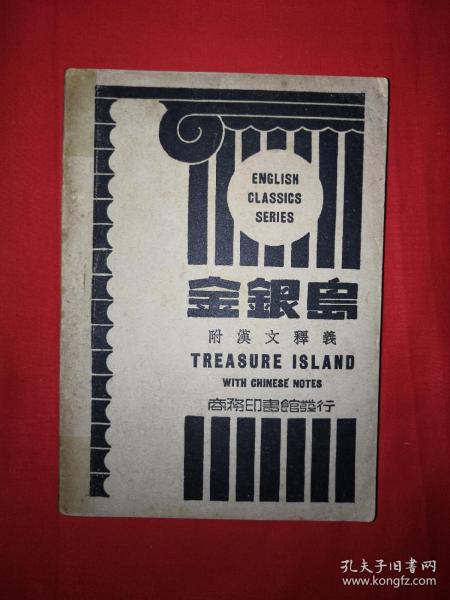 ENGLISH
CLASSICS
SERIES
金銀島
附漢文釋義
TREASURE ISLAND
WITH CHINESE NOTES
商務印書館發行
孔夫子旧书网
www.kongfz.com